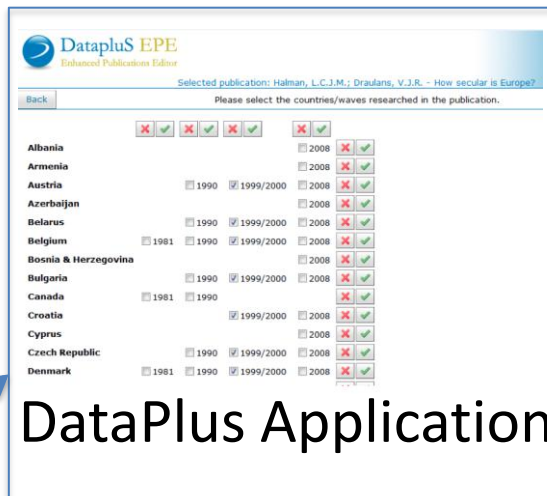 DatapluS EPE
Enhanced Publications Editor
Selected publication: Halman, L.C.J.M.; Draulans, V.J.R. - How secular is Europe?
Back Please select the countries/waves researched in the publication.
Albania 2008
Armenia 2008
Austria 1990 1999/2000 2008
Azerbaijan 2008
Belarus 1990 1999/2000 2008
Belgium 1981 1990 1999/2000 2008
Bosnia & Herzegovina 2008
Bulgaria 1990 1999/2000 2008
Canada 1981 1990
Croatia 1999/2000 2008
Cyprus 2008
Czech Republic 1990 1999/2000 2008
Denmark 1981 1990 1999/2000 2008
DataPlus Application